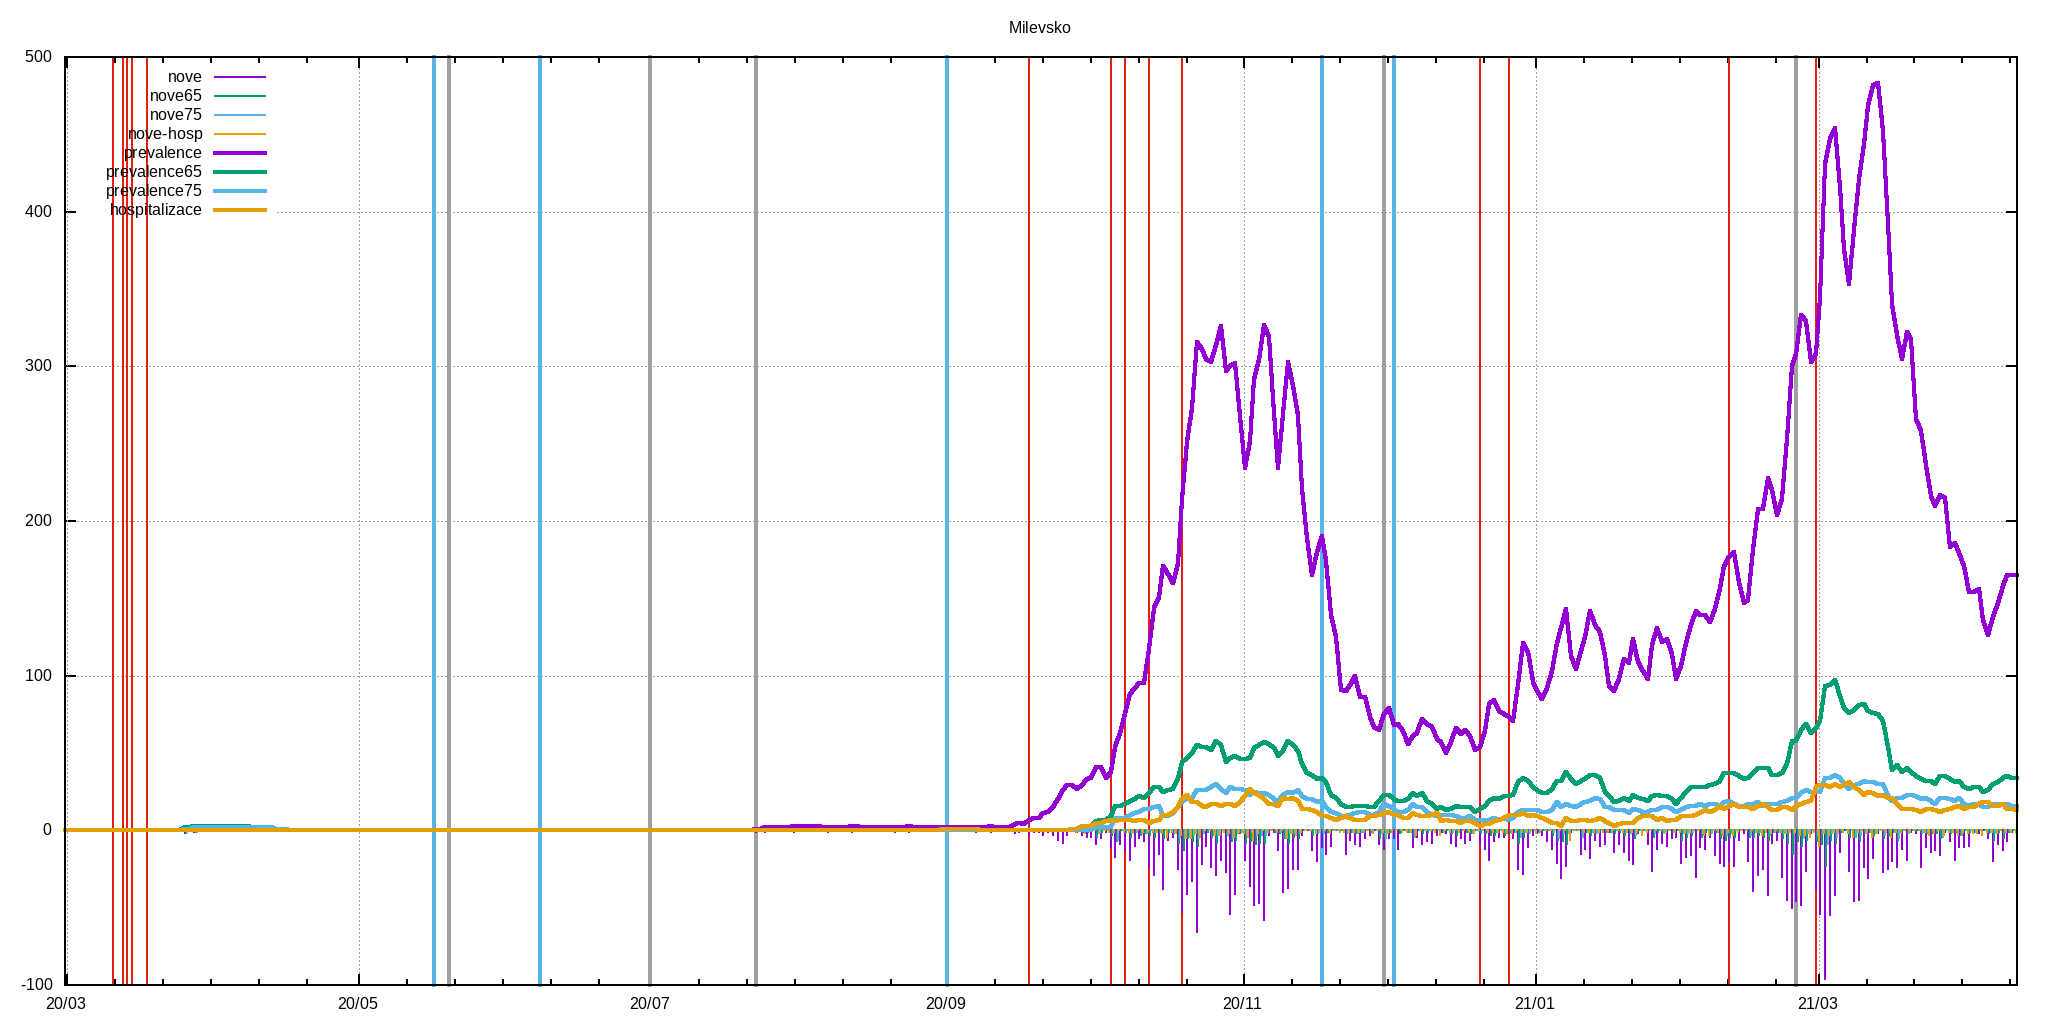 Milevsko
500
nove
nove65
nove75
nove-hosp
prevalence
prevalence65
prevalence75
hospitalizace
400
300
200
100
0
-100
20/03 20/05 20/07 20/09 20/11 21/01 21/03